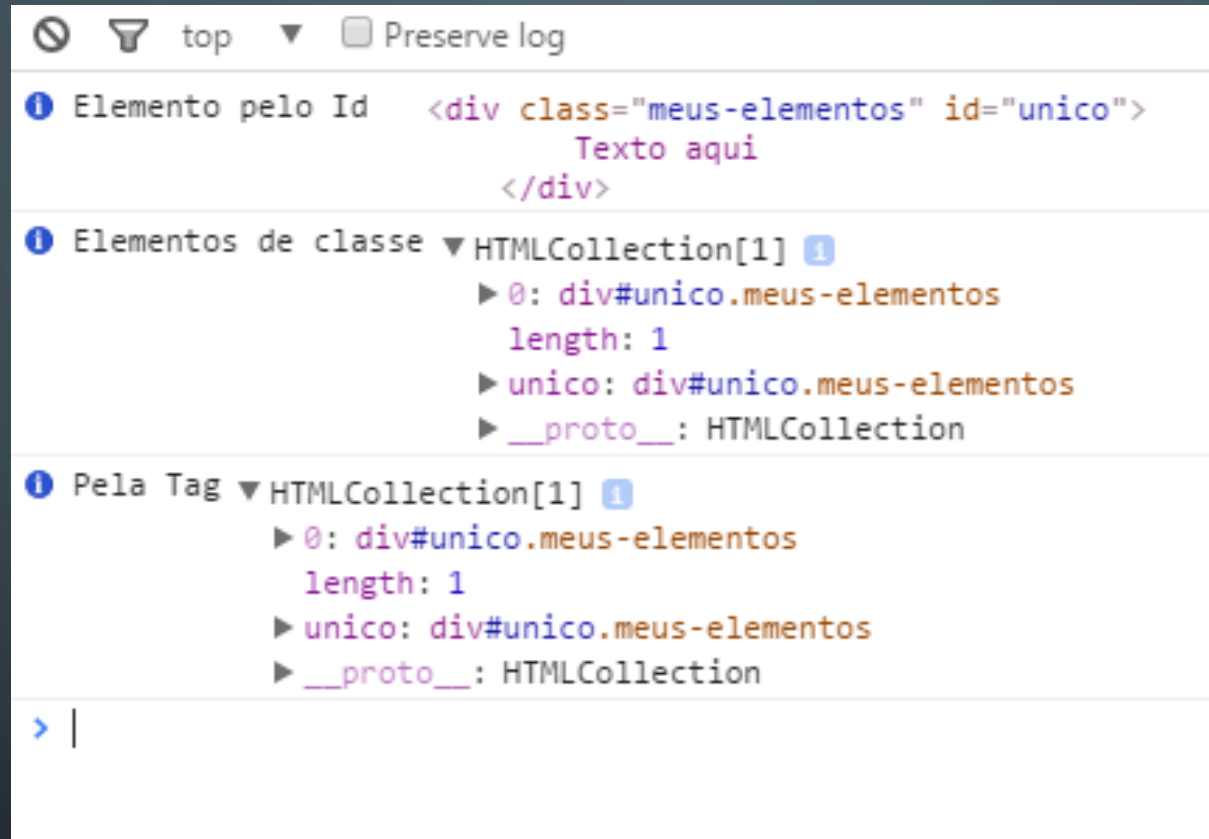 top ▼ Preserve log
Elemento pelo Id <div class="meus-elementos" id="unico">
Texto aqui
</div>
Elementos de classe ▼ HTMLCollection[1] i
▶ 0: div#unico.meus-elementos
length: 1
▶ unico: div#unico.meus-elementos
▶ __proto__: HTMLCollection
Pela Tag ▼ HTMLCollection[1] i
▶ 0: div#unico.meus-elementos
length: 1
▶ unico: div#unico.meus-elementos
▶ __proto__: HTMLCollection
>